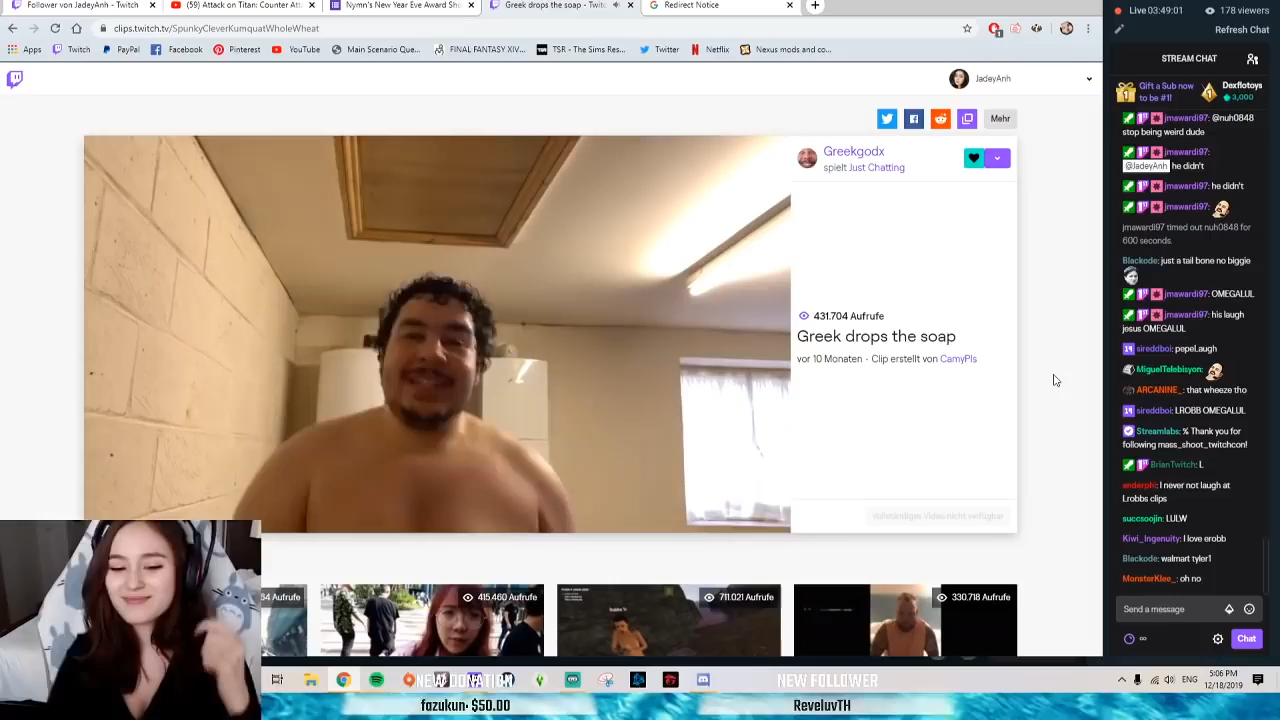 Follower von JadeyAnh - Twitch
(59) Attack on Titan: Counter Atta
Nymn's New Year Eve Award Sh
Greek drops the soap - Twitc
Redirect Notice
clips.twitch.tv/SpunkyCleverKumquatWholeWheat
Apps
Twitch
PayPal
Facebook
Pinterest
YouTube
Main Scenario Que...
FINAL FANTASY XIV...
TSR - The Sims Res...
Twitter
Netflix
Nexus mods and co...
JadeyAnh
Mehr
Greekgodx
spielt Just Chatting
431.704 Aufrufe
Greek drops the soap
vor 10 Monaten - Clip erstellt von CamyPls
Vollständiges Video nicht verfügbar
64 Aufrufe
415.460 Aufrufe
711.021 Aufrufe
330.718 Aufrufe
Live 03:49:01
178 viewers
Refresh Chat
STREAM CHAT
Gift a Sub now
to be #1!
Dexflotoys
3,000
jmawardi97: @nuh0848
stop being weird dude
jmawardi97:
@JadeyAnh he didn't
jmawardi97: he didn't
jmawardi97:
jmawardi97 timed out nuh0848 for
600 seconds.
Blackode: just a tail bone no biggie
jmawardi97: OMEGALUL
jmawardi97: his laugh
jesus OMEGALUL
sireddboi: pepeLaugh
MiguelTelebisyon:
ARCANINE_: that wheeze tho
sireddboi: LROBB OMEGALUL
Streamlabs: % Thank you for
following mass_shoot_twitchcon!
BrianTwitch: L
enderphi: I never not laugh at
Lrobbs clips
succsoojin: LULW
Kiwi_Ingenuity: I love erobb
Blackode: walmart tyler1
MonsterKlee_: oh no
Send a message
Chat
NEW DONATION
fazukun- $50.00
NEW FOLLOWER
ReveluvTH
ENG
5:06 PM
12/18/2019